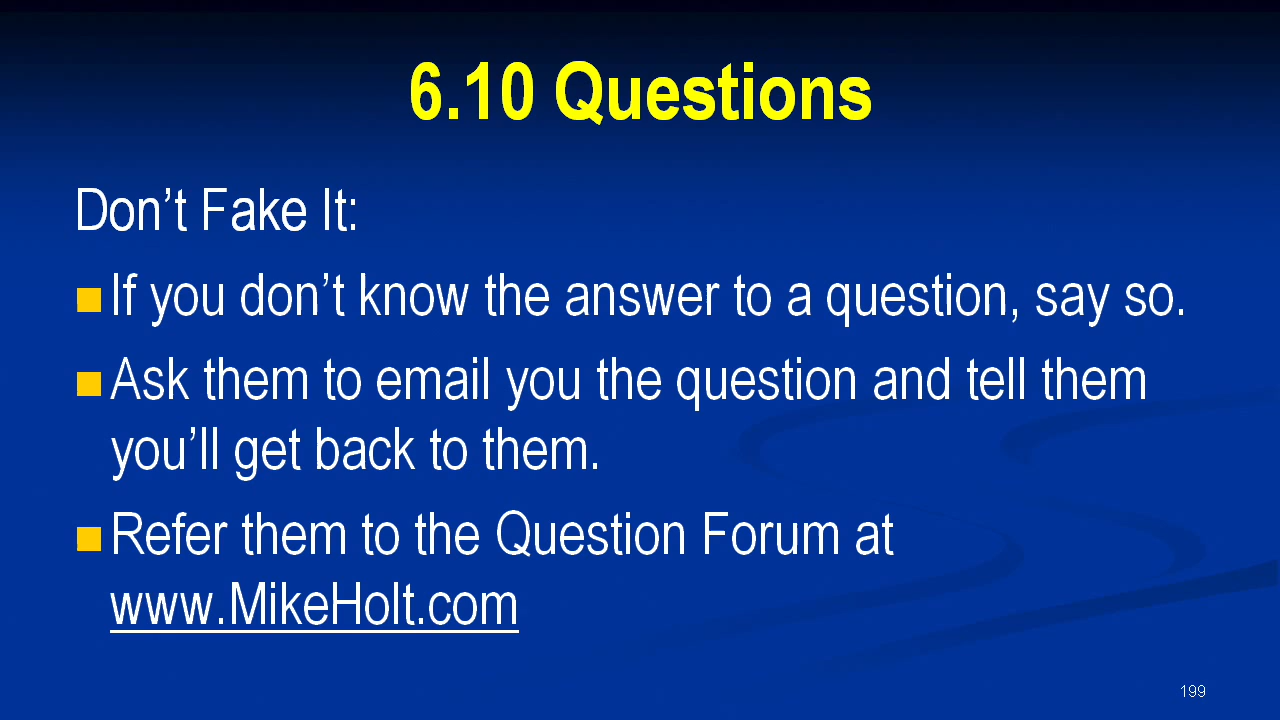 6.10 Questions
Don’t Fake It:
If you don’t know the answer to a question, say so.
Ask them to email you the question and tell them
you’ll get back to them.
Refer them to the Question Forum at
www.MikeHolt.com
199